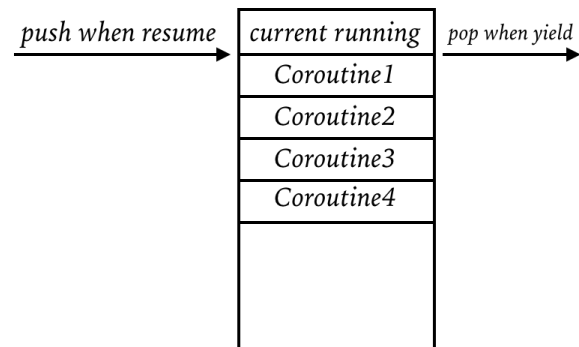 push when resume
current running
pop when yield
Coroutine1
Coroutine2
Coroutine3
Coroutine4